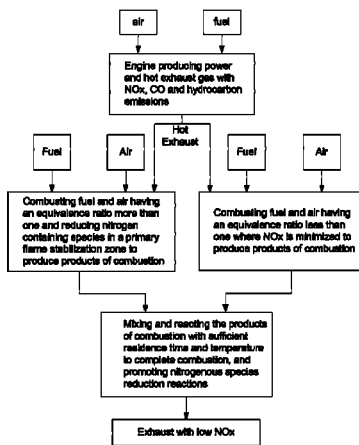 air fuel
Engine producing power
and hot exhaust gas with
NOx, CO and hydrocarbon
emissions
Hot
Exhaust
Fuel Air Fuel Air
Combusting fuel and air having
an equivalence ratio more than
one and reducing nitrogen
containing species in a primary
flame stabilization zone to
produce products of combustion
Combusting fuel and air having
an equivalence ratio less than
one where NOx is minimized to
produce products of combustion
Mixing and reacting the products
of combustion with sufficient
residence time and temperature
to complete combustion, and
promoting nitrogenous species
reduction reactions
Exhaust with low NOx